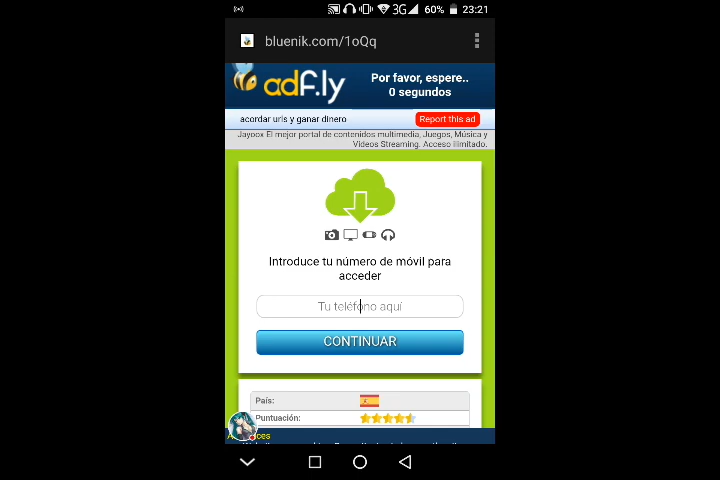 3G 60% 23:21
bluenik.com/1oQq
adf.ly
Por favor, espere..
0 segundos
acordar urls y ganar dinero
Report this ad
Jayoox El mejor portal de contenidos multimedia, Juegos, Música y
Videos Streaming. Acceso ilimitado.
Introduce tu número de móvil para
acceder
Tu teléfono aquí
CONTINUAR
País:
Puntuación: